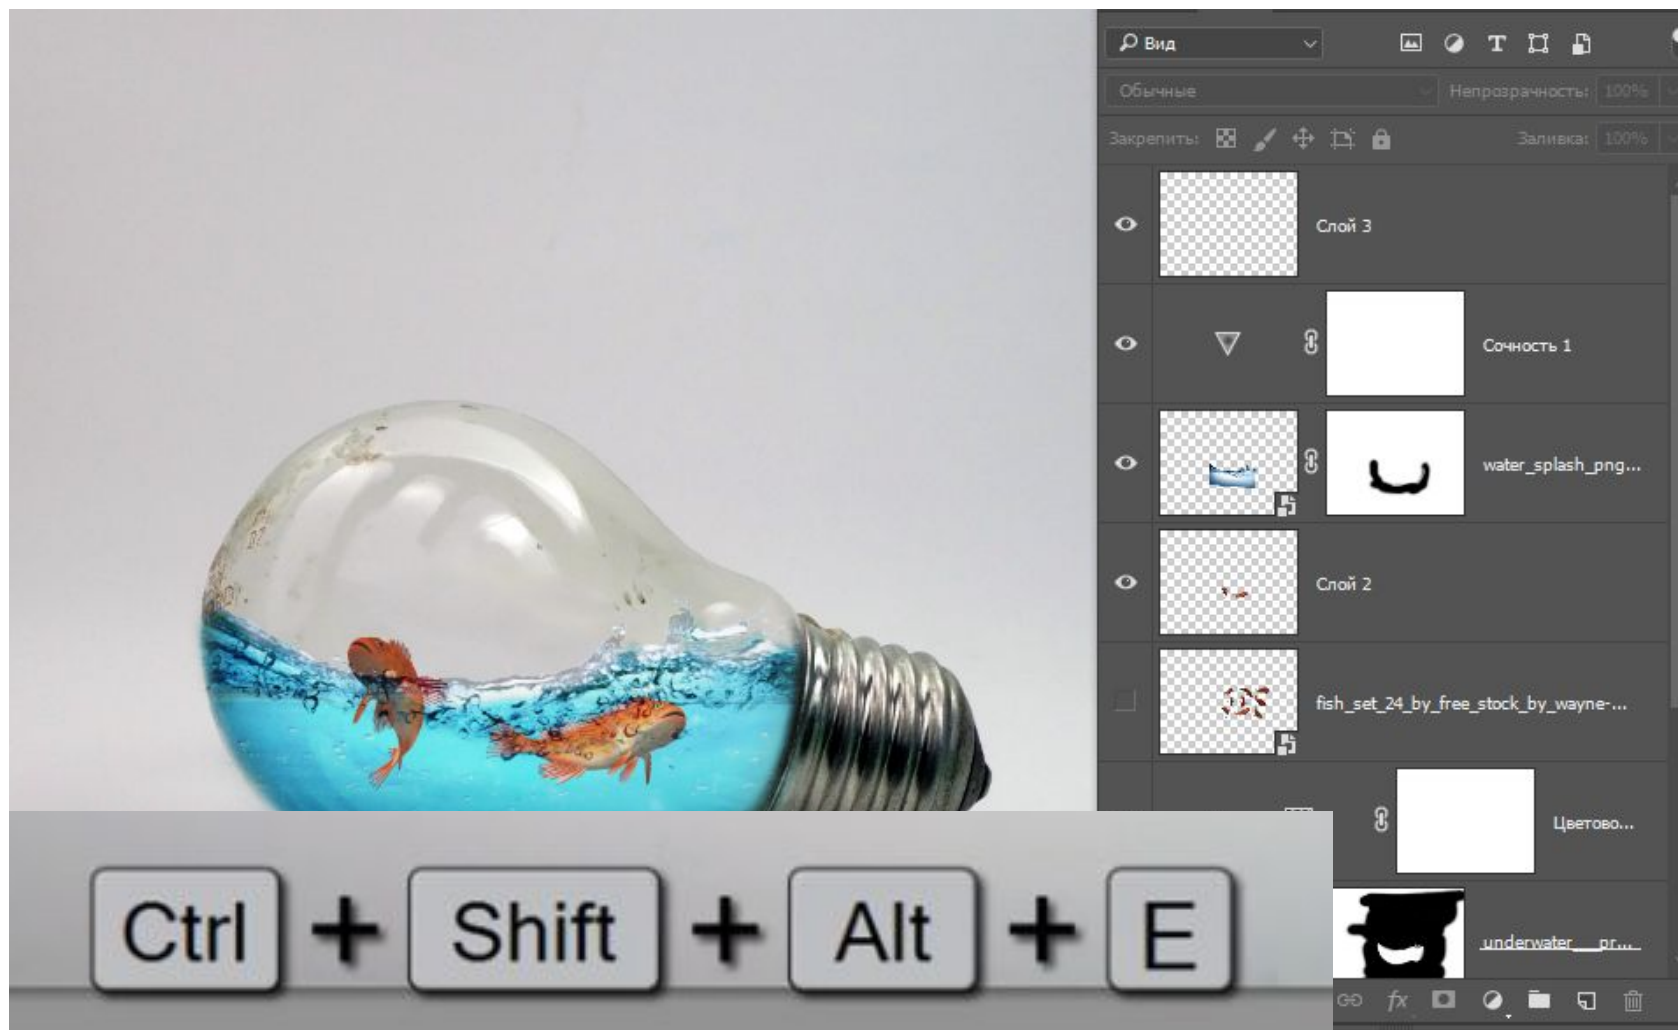 Вид
Обычные Непрозрачность: 100%
Закрепить: Заливка: 100%
Слой 3
Сочность 1
water_splash_png...
Слой 2
fish_set_24_by_free_stock_by_wayne-...
Цветово...
underwater___pr...
fx
Ctrl + Shift + Alt + E